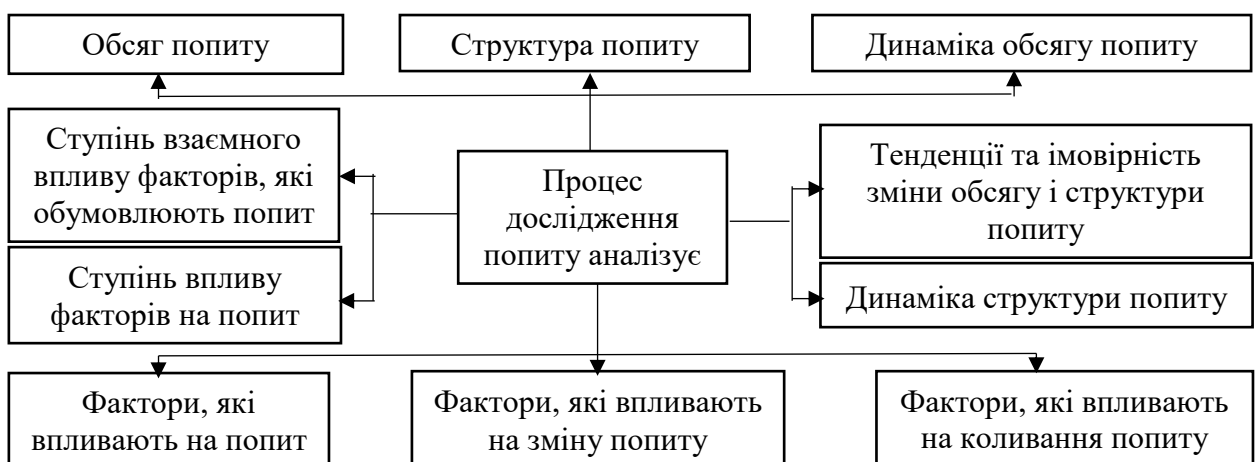 Обсяг попиту
Структура попиту
Динаміка обсягу попиту
Ступінь взаємного
впливу факторів, які
обумовлюють попит
Ступінь впливу
факторів на попит
Процес
дослідження
попиту аналізує
Тенденції та імовірність
зміни обсягу і структури
попиту
Динаміка структури попиту
Фактори, які
впливають на попит
Фактори, які впливають
на зміну попиту
Фактори, які впливають
на коливання попиту